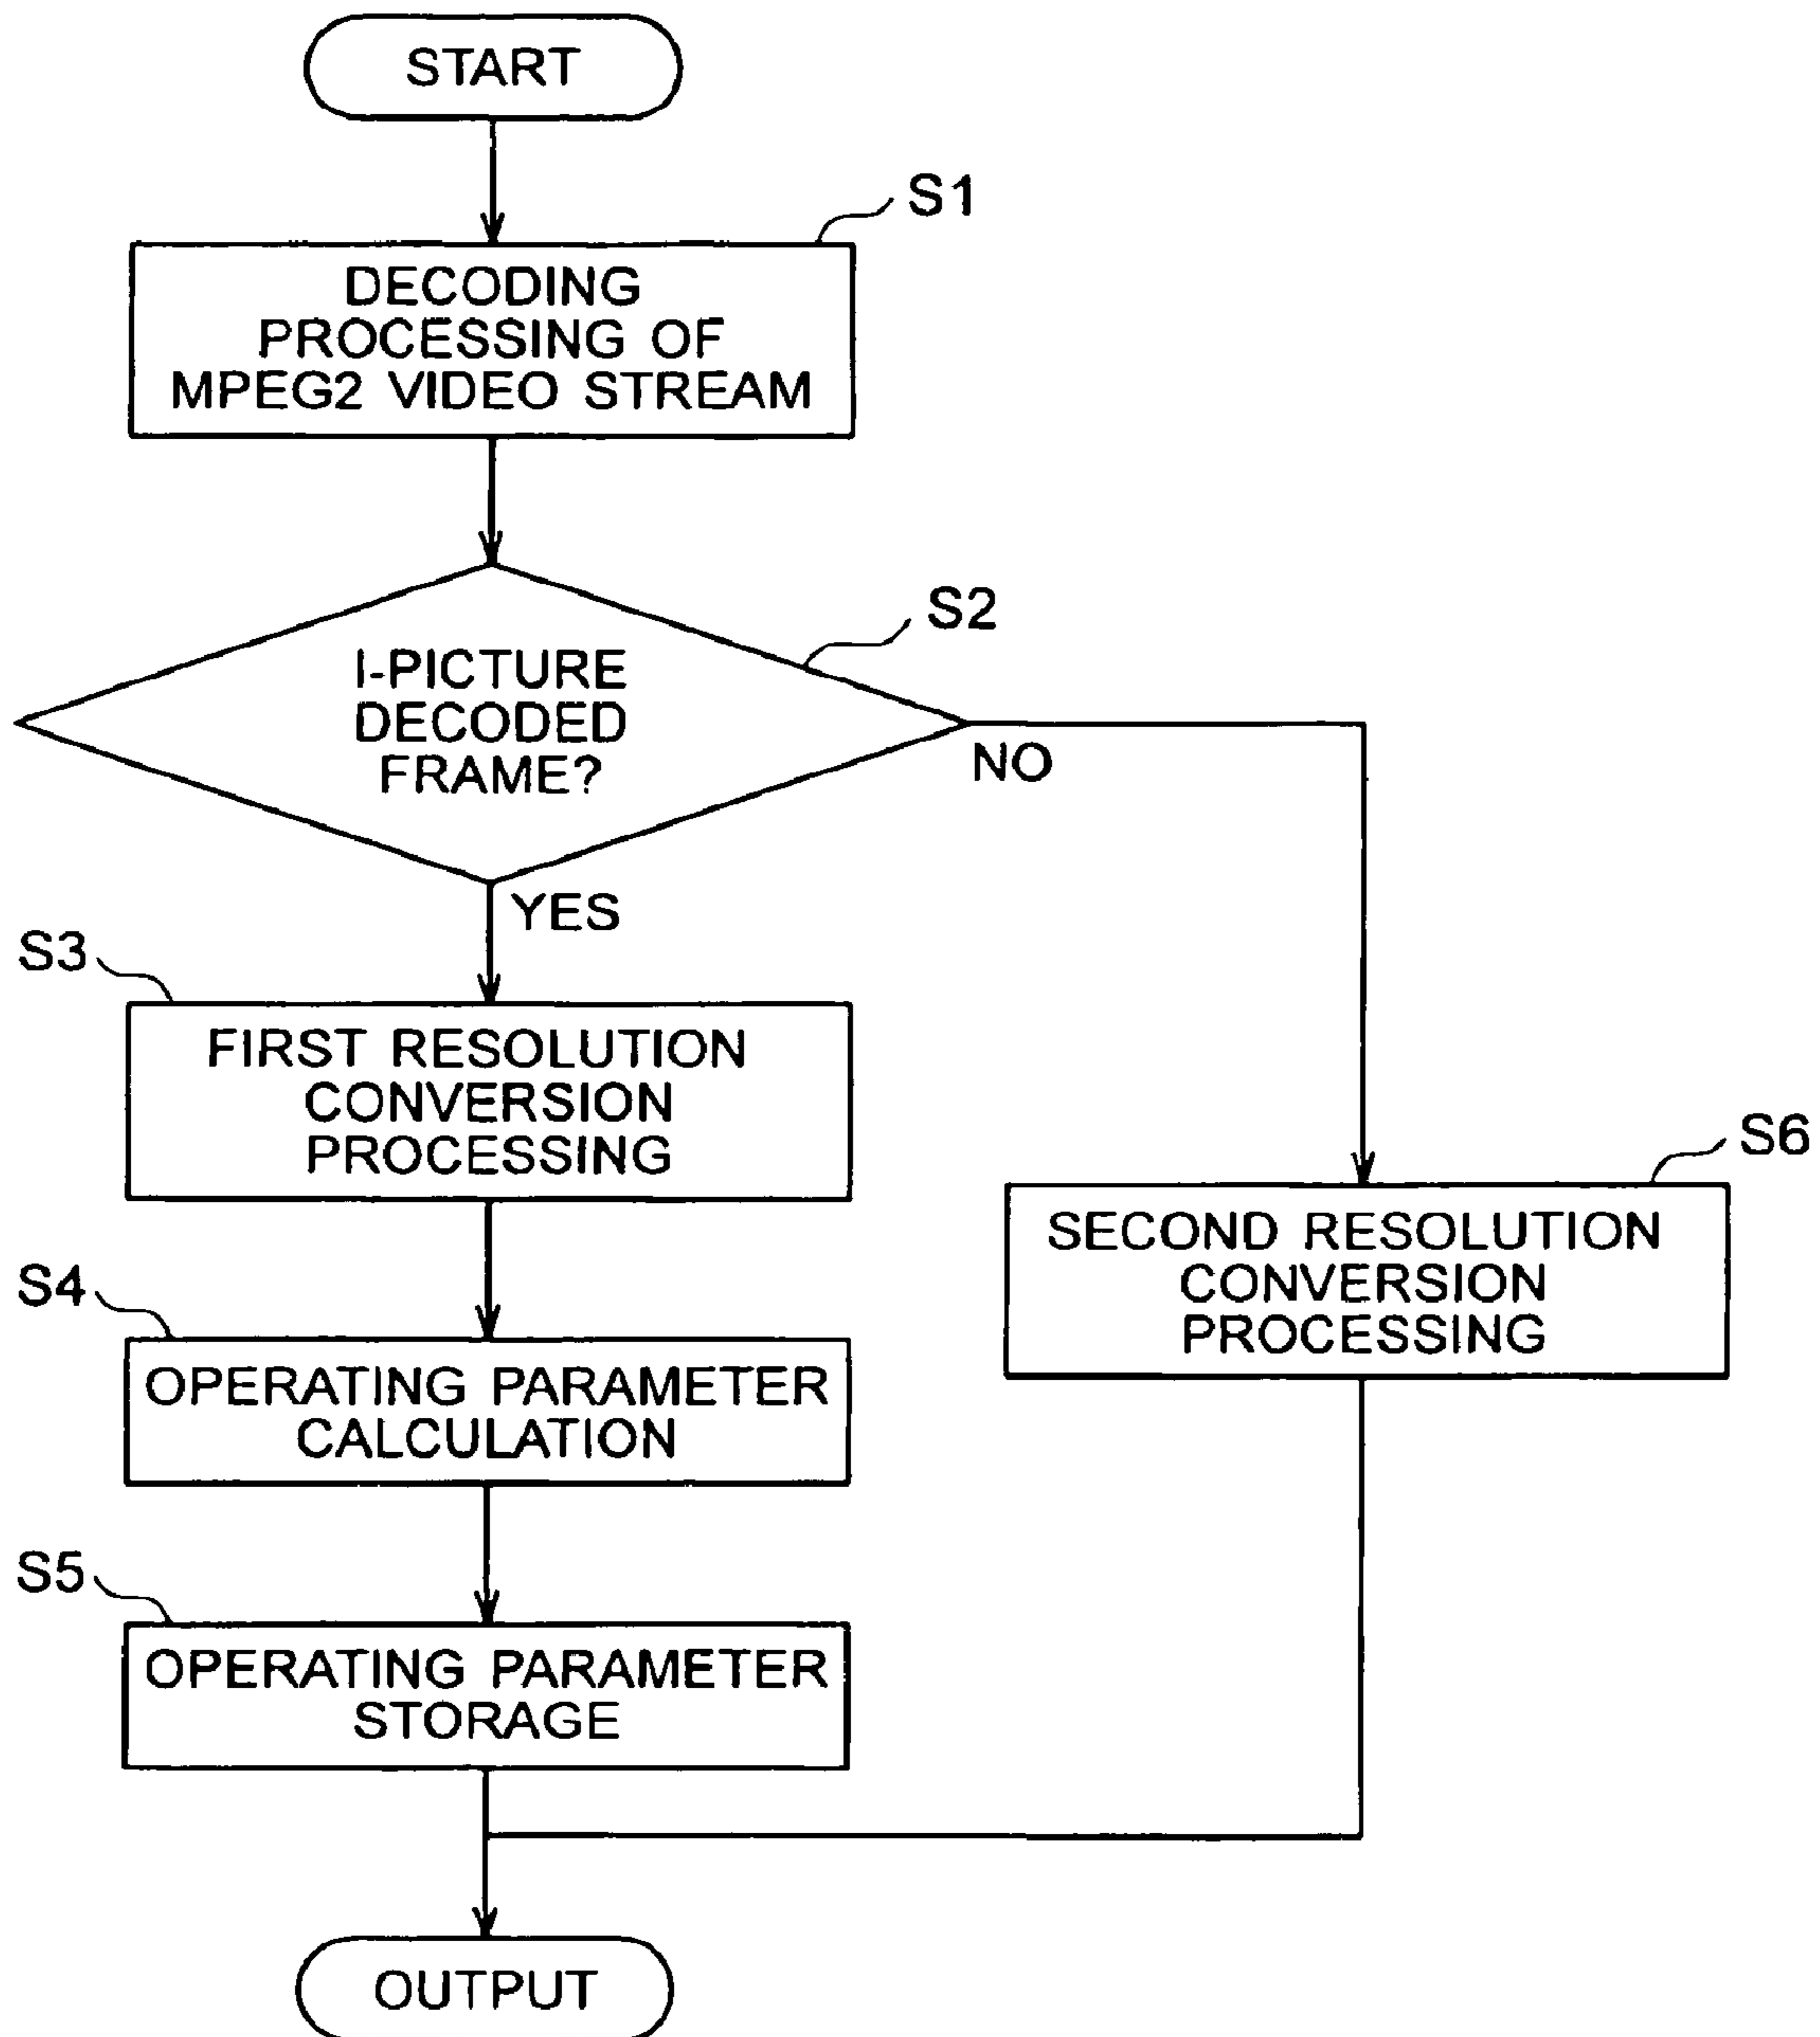 START
S1
DECODING
PROCESSING OF
MPEG2 VIDEO STREAM
S2
I-PICTURE
DECODED
FRAME?
NO
YES
S3
FIRST RESOLUTION
CONVERSION
PROCESSING
S6
SECOND RESOLUTION
CONVERSION
PROCESSING
S4
OPERATING PARAMETER
CALCULATION
S5
OPERATING PARAMETER
STORAGE
OUTPUT